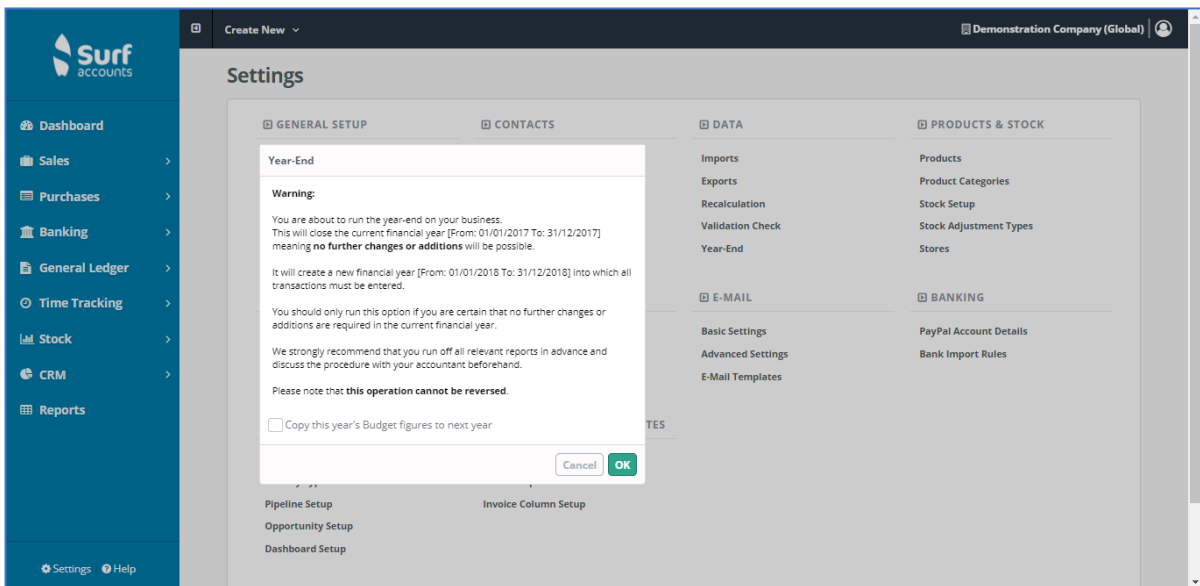 Surf
accounts
Create New
Demonstration Company (Global)
Dashboard
Sales
Purchases
Banking
General Ledger
Time Tracking
Stock
CRM
Reports
Settings Help
Settings
GENERAL SETUP
CONTACTS
DATA
Imports
Exports
Recalculation
Validation Check
Year-End
PRODUCTS & STOCK
Products
Product Categories
Stock Setup
Stock Adjustment Types
Stores
Year-End
Warning:
You are about to run the year-end on your business.
This will close the current financial year [From: 01/01/2017 To: 31/12/2017]
meaning no further changes or additions will be possible.
It will create a new financial year [From: 01/01/2018 To: 31/12/2018] into which all
transactions must be entered.
You should only run this option if you are certain that no further changes or
additions are required in the current financial year.
We strongly recommend that you run off all relevant reports in advance and
discuss the procedure with your accountant beforehand.
Please note that this operation cannot be reversed.
Copy this year's Budget figures to next year
Cancel OK
E-MAIL
Basic Settings
Advanced Settings
E-Mail Templates
BANKING
PayPal Account Details
Bank Import Rules
TES
Pipeline Setup
Opportunity Setup
Dashboard Setup
Invoice Column Setup